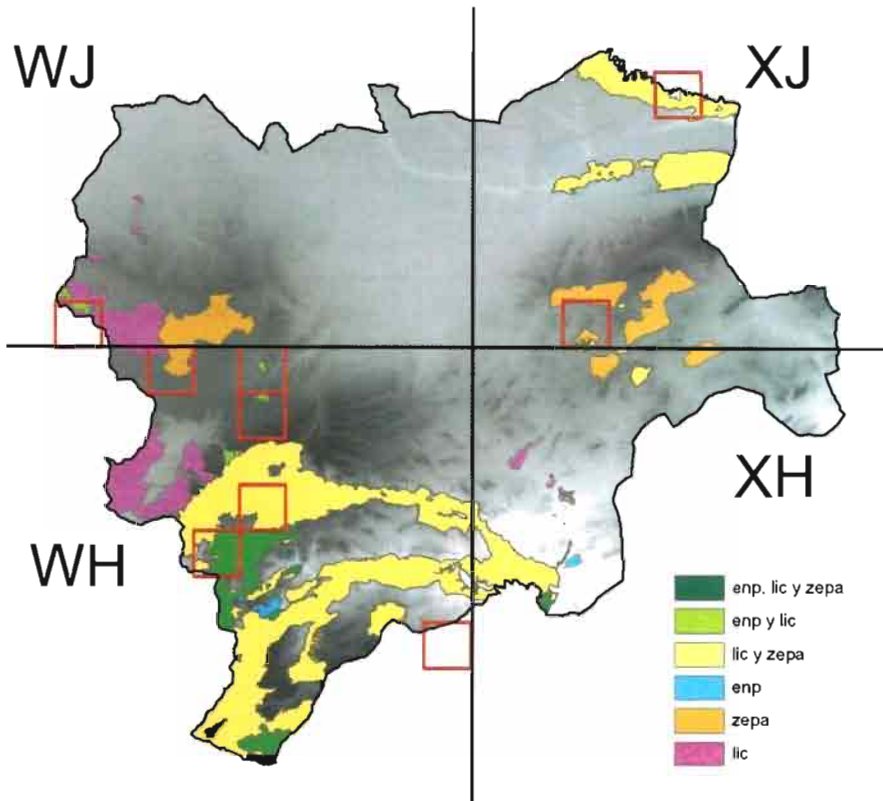 WJ
XJ
WH
XH
enp. lic y zepa
enp y lic
lic y zepa
enp
zepa
lic